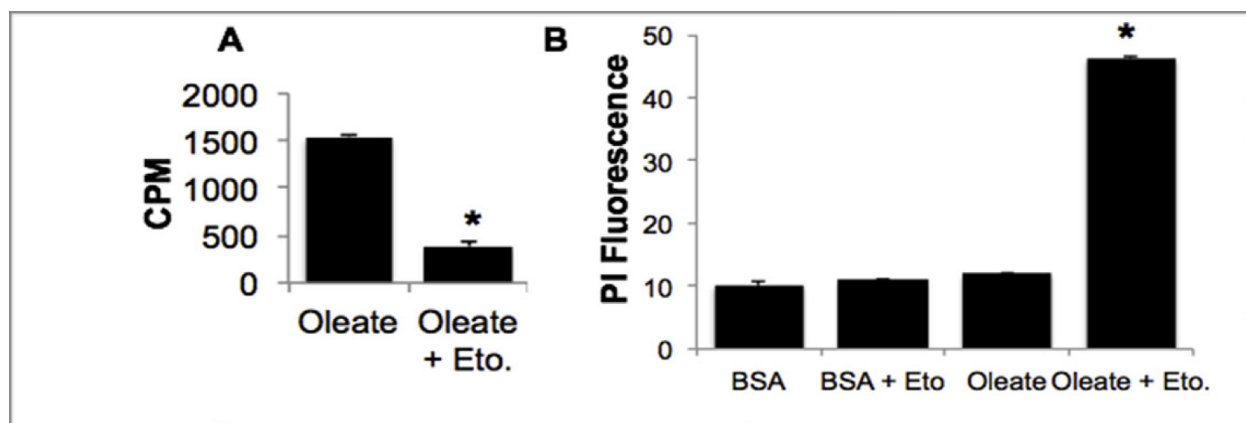 A
2000
1500
1000
500
0
CPM
*
Oleate
Oleate
+ Eto.
B
50
40
30
20
10
0
PI Fluorescence
*
BSA
BSA + Eto
Oleate
Oleate + Eto.